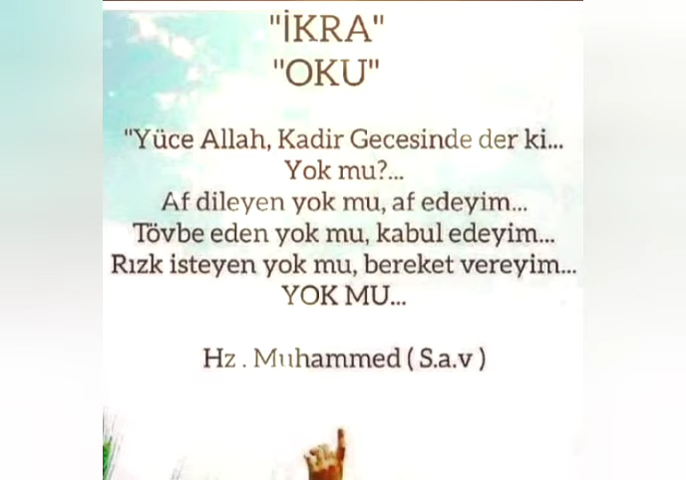 "İKRA"
"OKU"
"Yüce Allah, Kadir Gecesinde der ki...
Yok mu?...
Af dileyen yok mu, af edeyim...
Tövbe eden yok mu, kabul edeyim...
Rızk isteyen yok mu, bereket vereyim...
YOK MU...
Hz . Muhammed ( S.a.v )